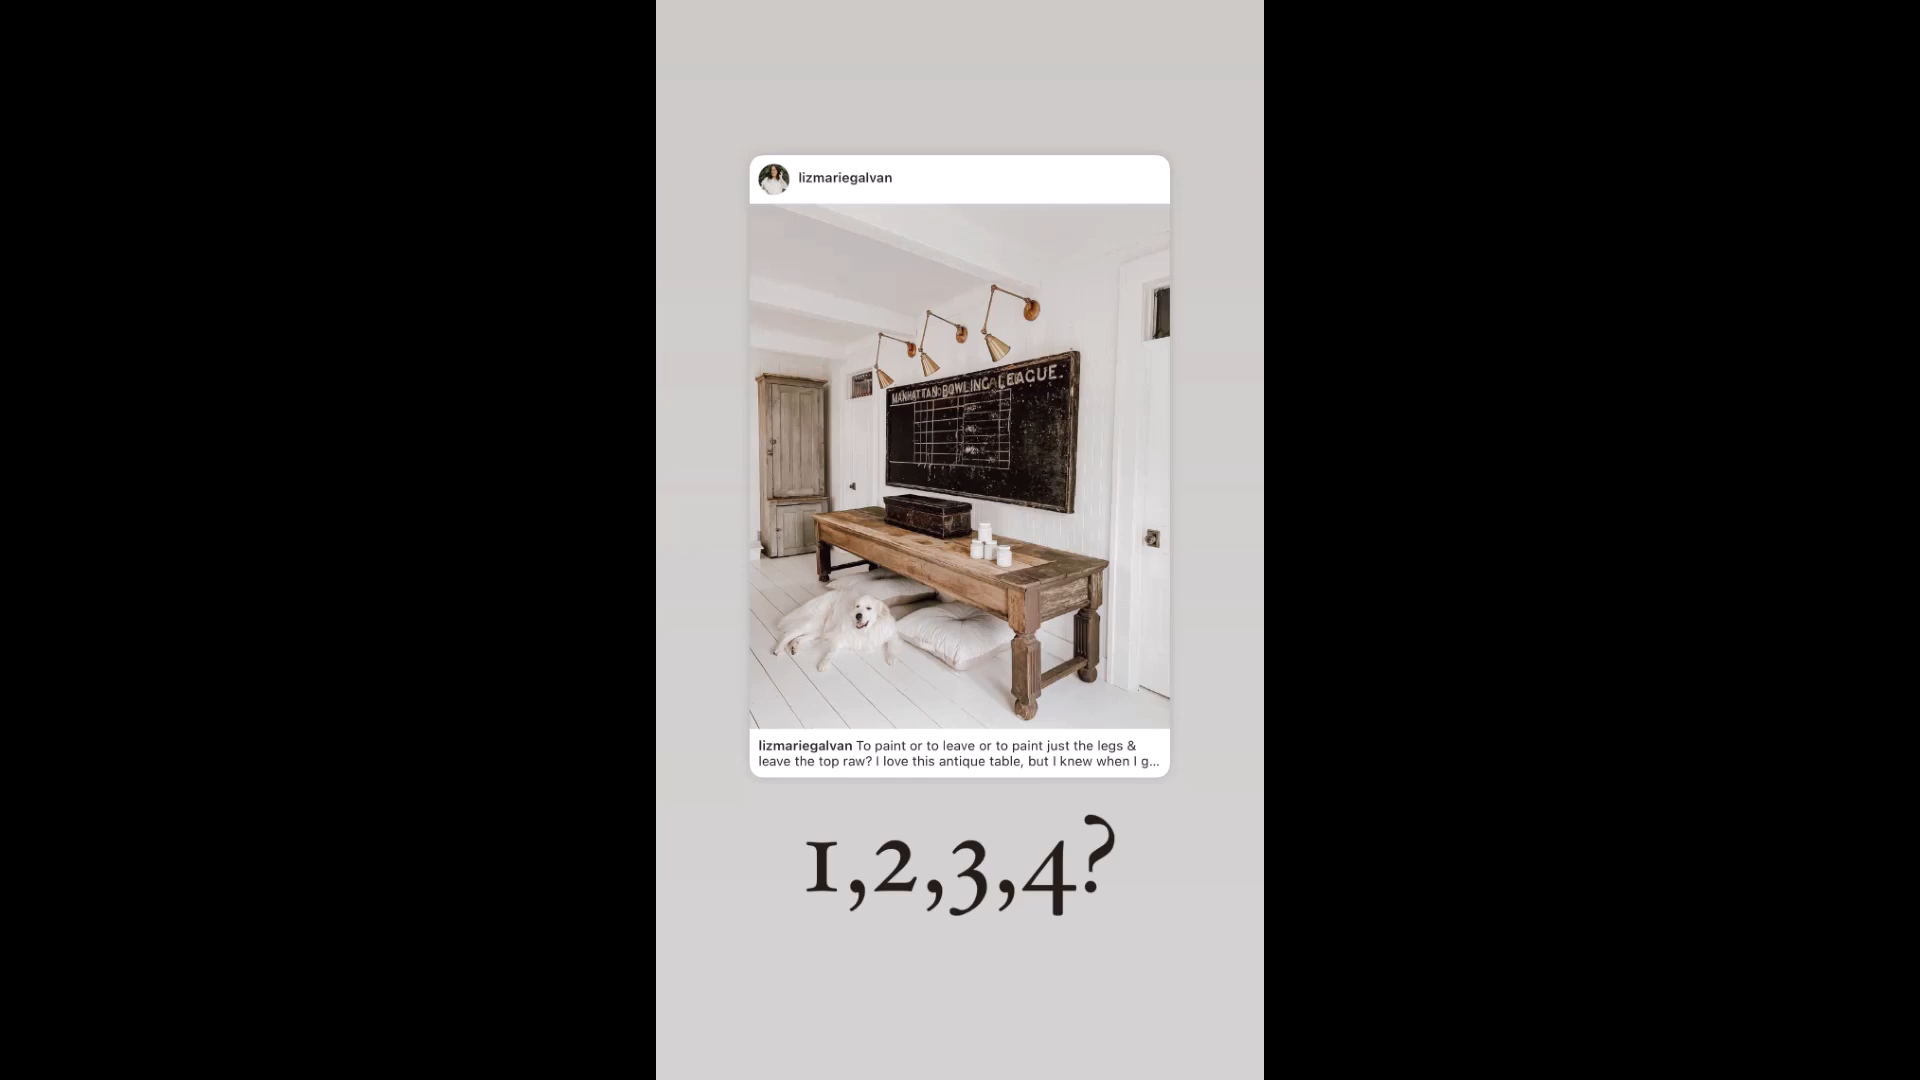 lizmariegalvan
MANHATTAN BOWLING LEAGUE.
lizmariegalvan To paint or to leave or to paint just the legs &
leave the top raw? I love this antique table, but I knew when I g...
1,2,3,4?